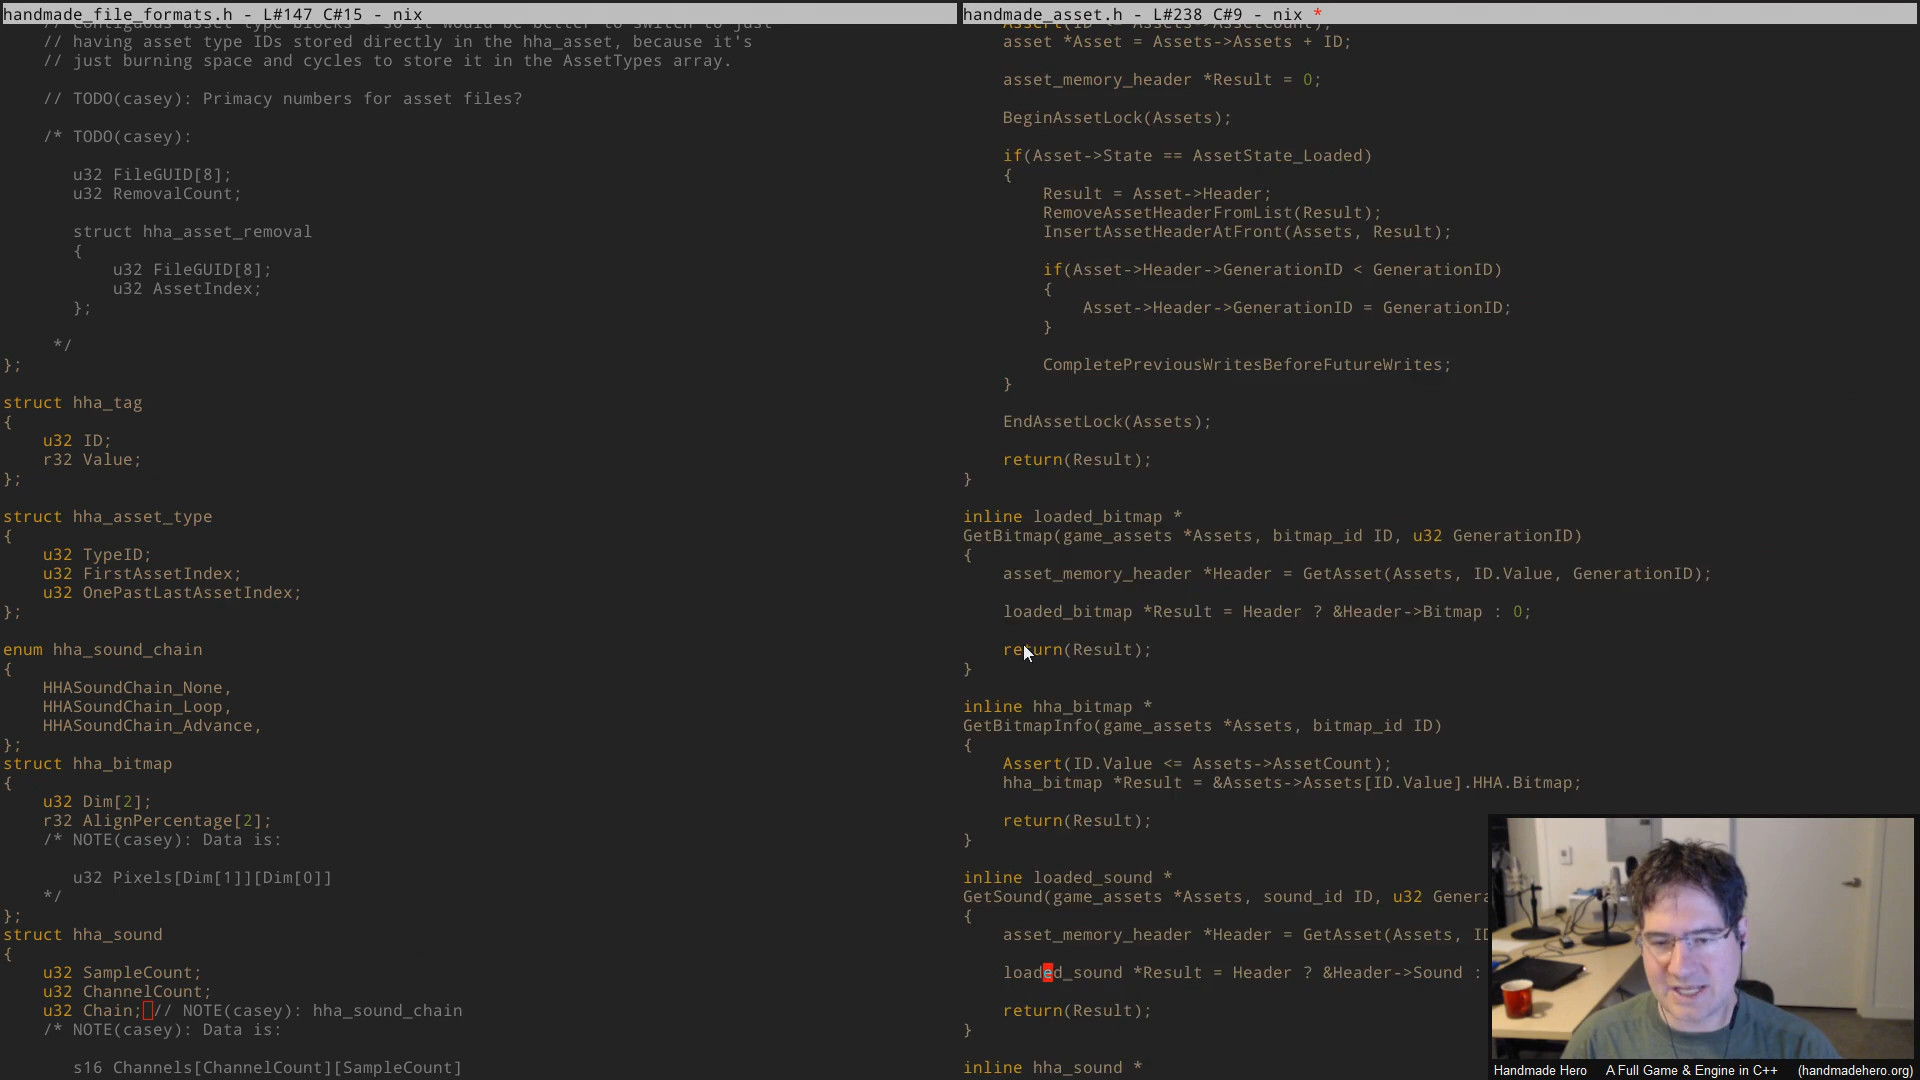 handmade_file_formats.h - L#147 C#15 - nix
// having asset type IDs stored directly in the hha_asset, because it's
// just burning space and cycles to store it in the AssetTypes array.
// TODO(casey): Primacy numbers for asset files?
/* TODO(casey):
u32 FileGUID[8];
u32 RemovalCount;
struct hha_asset_removal
{
u32 FileGUID[8];
u32 AssetIndex;
};
*/
};
struct hha_tag
{
u32 ID;
r32 Value;
};
struct hha_asset_type
{
u32 TypeID;
u32 FirstAssetIndex;
u32 OnePastLastAssetIndex;
};
enum hha_sound_chain
{
HHASoundChain_None,
HHASoundChain_Loop,
HHASoundChain_Advance,
};
struct hha_bitmap
{
u32 Dim[2];
r32 AlignPercentage[2];
/* NOTE(casey): Data is:
u32 Pixels[Dim[1]][Dim[0]]
*/
};
struct hha_sound
{
u32 SampleCount;
u32 ChannelCount;
u32 Chain; // NOTE(casey): hha_sound_chain
/* NOTE(casey): Data is:
s16 Channels[ChannelCount][SampleCount]
handmade_asset.h - L#238 C#9 - nix *
asset *Asset = Assets->Assets + ID;
asset_memory_header *Result = 0;
BeginAssetLock(Assets);
if(Asset->State == AssetState_Loaded)
{
Result = Asset->Header;
RemoveAssetHeaderFromList(Result);
InsertAssetHeaderAtFront(Assets, Result);
if(Asset->Header->GenerationID < GenerationID)
{
Asset->Header->GenerationID = GenerationID;
}
CompletePreviousWritesBeforeFutureWrites;
}
EndAssetLock(Assets);
return(Result);
}
inline loaded_bitmap *
GetBitmap(game_assets *Assets, bitmap_id ID, u32 GenerationID)
{
asset_memory_header *Header = GetAsset(Assets, ID.Value, GenerationID);
loaded_bitmap *Result = Header ? &Header->Bitmap : 0;
return(Result);
}
inline hha_bitmap *
GetBitmapInfo(game_assets *Assets, bitmap_id ID)
{
Assert(ID.Value <= Assets->AssetCount);
hha_bitmap *Result = &Assets->Assets[ID.Value].HHA.Bitmap;
return(Result);
}
inline loaded_sound *
GetSound(game_assets *Assets, sound_id ID, u32 Genera
{
asset_memory_header *Header = GetAsset(Assets, ID
loaded_sound *Result = Header ? &Header->Sound :
return(Result);
}
inline hha_sound *
Handmade Hero A Full Game & Engine in C++ (handmadehero.org)